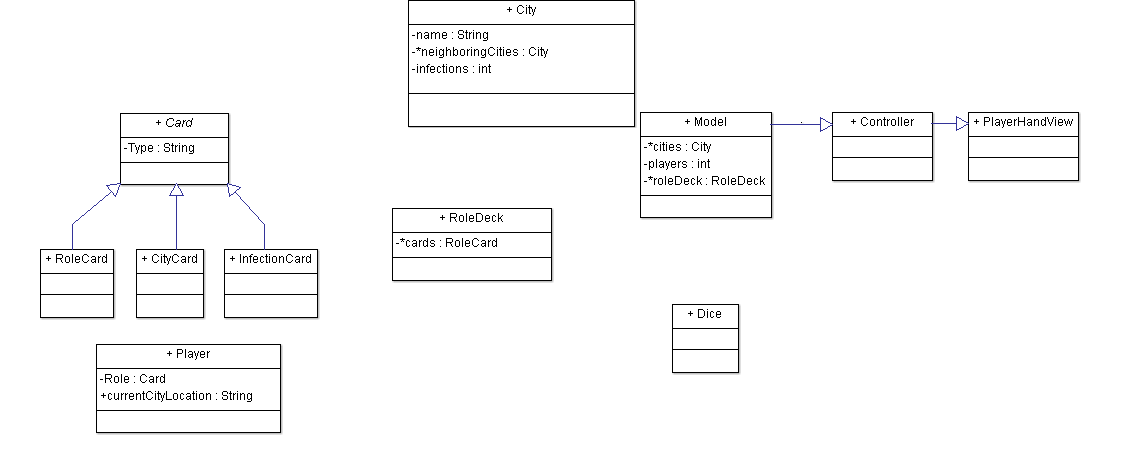 + City
-name : String
-*neighboringCities : City
-infections : int
+ Card
-Type : String
+ Model
-*cities : City
-players : int
-*roleDeck : RoleDeck
+ Controller
+ PlayerHandView
+ RoleDeck
-*cards : RoleCard
+ RoleCard
+ CityCard
+ InfectionCard
+ Dice
+ Player
-Role : Card
+currentCityLocation : String